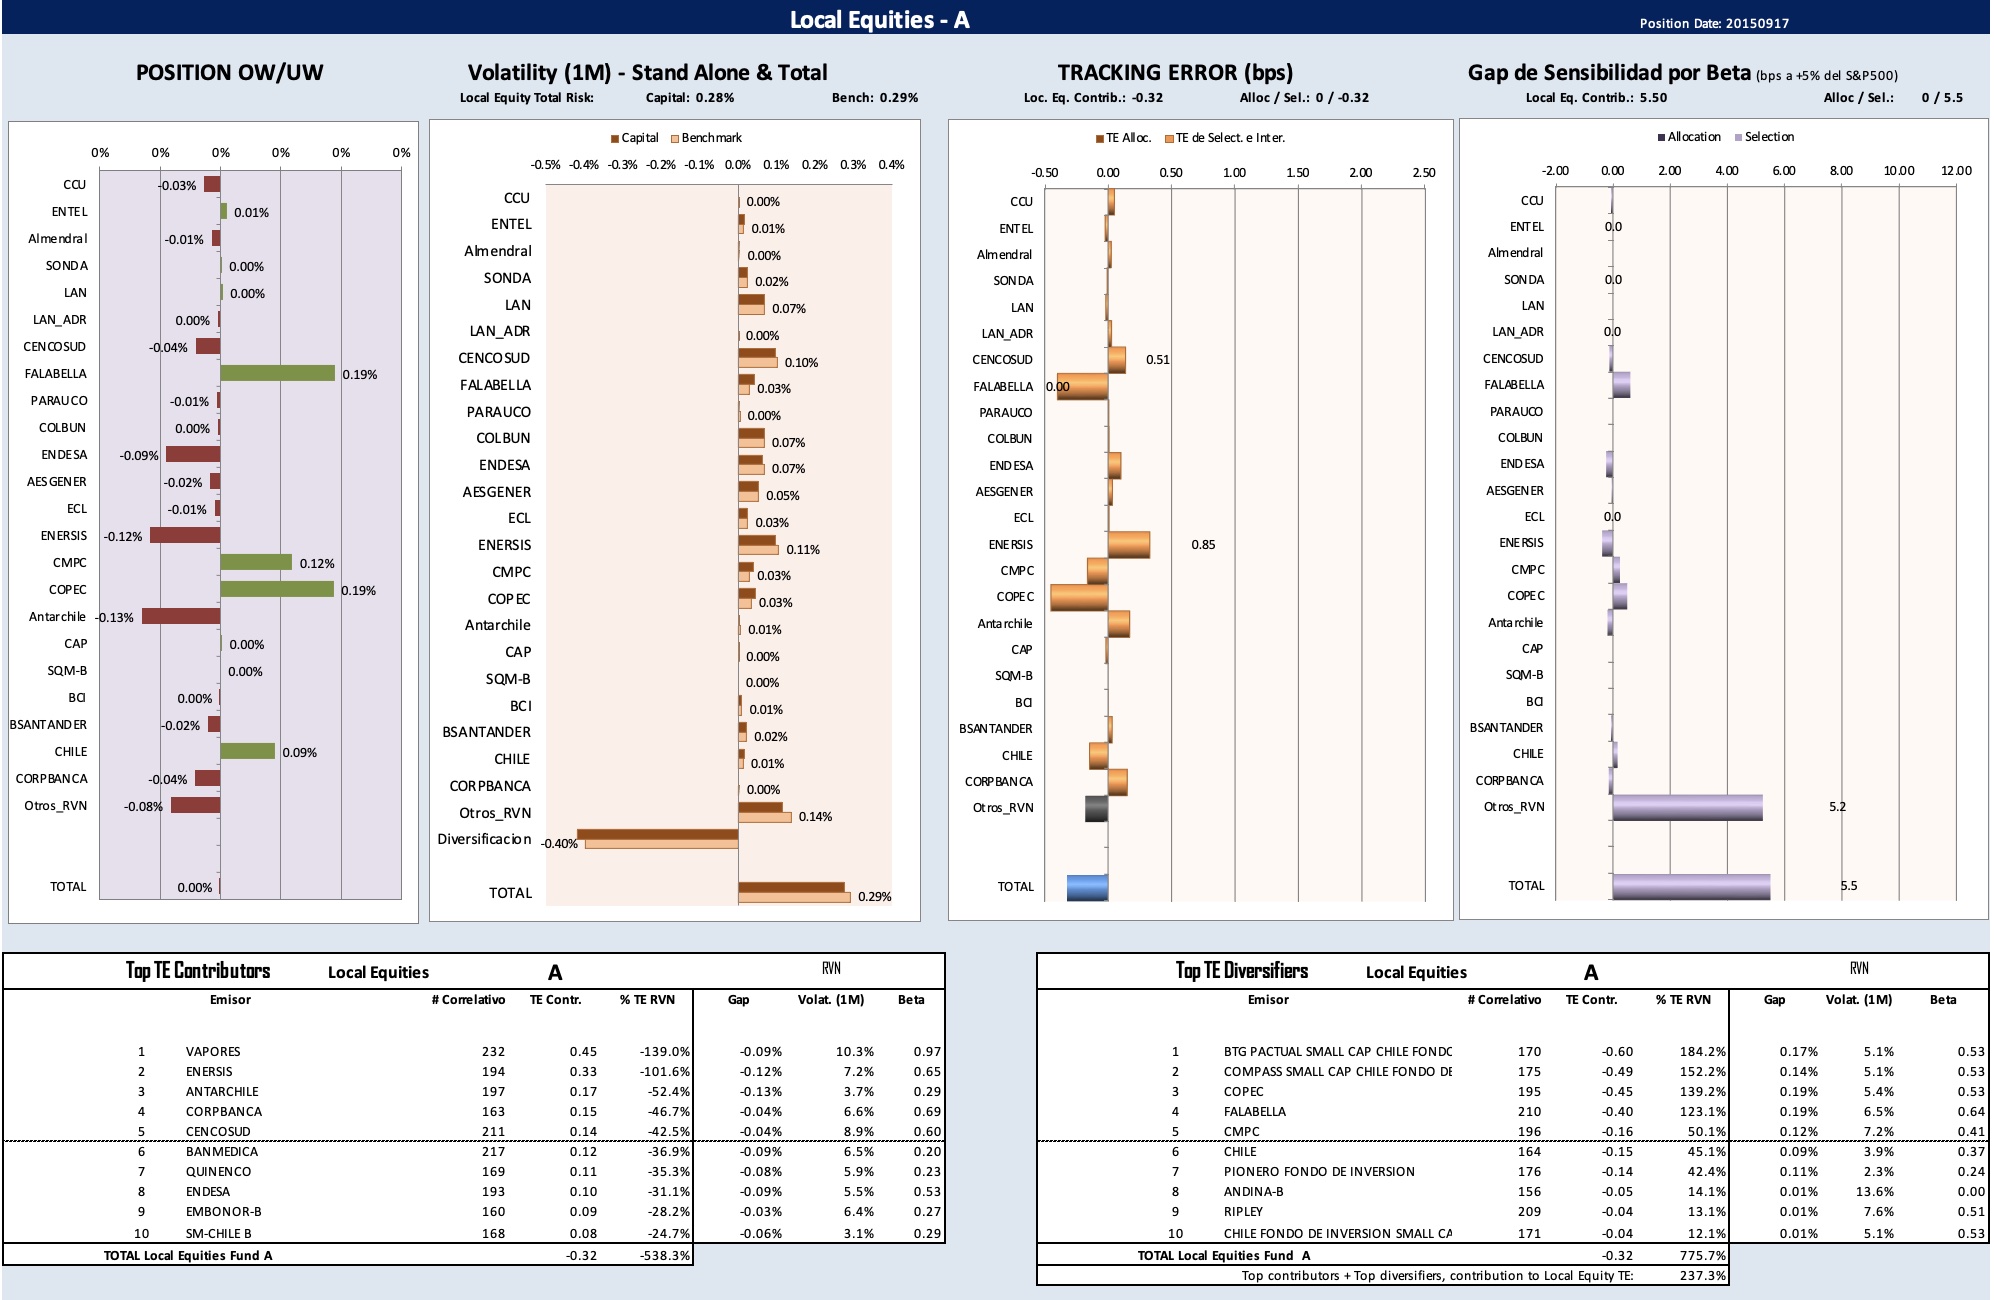 Local Equities - A
Position Date: 20150917
POSITION OW/UW
0% 0% 0% 0% 0% 0%
CCU -0.03%
ENTEL 0.01%
Almendral -0.01%
SONDA 0.00%
LAN 0.00%
LAN_ADR 0.00%
CENCOSUD -0.04%
FALABELLA 0.19%
PARAUCO -0.01%
COLBUN 0.00%
ENDESA -0.09%
AESGENER -0.02%
ECL -0.01%
ENERSIS -0.12%
CMPC 0.12%
COPEC 0.19%
Antarchile -0.13%
CAP 0.00%
SQM-B 0.00%
BCI 0.00%
BSANTANDER -0.02%
CHILE 0.09%
CORPBANCA -0.04%
Otros_RVN -0.08%
TOTAL 0.00%
Volatility (1M) - Stand Alone & Total
Local Equity Total Risk: Capital: 0.28% Bench: 0.29%
Capital Benchmark
-0.5% -0.4% -0.3% -0.2% -0.1% 0.0% 0.1% 0.2% 0.3% 0.4%
CCU 0.00%
ENTEL 0.01%
Almendral 0.00%
SONDA 0.02%
LAN 0.07%
LAN_ADR 0.00%
CENCOSUD 0.10%
FALABELLA 0.03%
PARAUCO 0.00%
COLBUN 0.07%
ENDESA 0.07%
AESGENER 0.05%
ECL 0.03%
ENERSIS 0.11%
CMPC 0.03%
COPEC 0.03%
Antarchile 0.01%
CAP 0.00%
SQM-B 0.00%
BCI 0.01%
BSANTANDER 0.02%
CHILE 0.01%
CORPBANCA 0.00%
Otros_RVN 0.14%
Diversificacion -0.40%
TOTAL 0.29%
TRACKING ERROR (bps)
Loc. Eq. Contrib.: -0.32 Alloc / Sel.: 0 / -0.32
TE Alloc. TE de Select. e Inter.
-0.50 0.00 0.50 1.00 1.50 2.00 2.50
CCU
ENTEL
Almendral
SONDA
LAN
LAN_ADR
CENCOSUD 0.51
FALABELLA 0.00
PARAUCO
COLBUN
ENDESA
AESGENER
ECL
ENERSIS 0.85
CMPC
COPEC
Antarchile
CAP
SQM-B
BCI
BSANTANDER
CHILE
CORPBANCA
Otros_RVN
TOTAL
Gap de Sensibilidad por Beta (bps a +5% del S&P500)
Local Eq. Contrib.: 5.50 Alloc / Sel.: 0 / 5.5
Allocation Selection
-2.00 0.00 2.00 4.00 6.00 8.00 10.00 12.00
CCU
ENTEL 0.0
Almendral
SONDA 0.0
LAN
LAN_ADR 0.0
CENCOSUD
FALABELLA
PARAUCO
COLBUN
ENDESA
AESGENER
ECL 0.0
ENERSIS
CMPC
COPEC
Antarchile
CAP
SQM-B
BCI
BSANTANDER
CHILE
CORPBANCA
Otros_RVN 5.2
TOTAL 5.5
Top TE Contributors Local Equities A RVN
Emisor # Correlativo TE Contr. % TE RVN Gap Volat. (1M) Beta
1 VAPORES 232 0.45 -139.0% -0.09% 10.3% 0.97
2 ENERSIS 194 0.33 -101.6% -0.12% 7.2% 0.65
3 ANTARCHILE 197 0.17 -52.4% -0.13% 3.7% 0.29
4 CORPBANCA 163 0.15 -46.7% -0.04% 6.6% 0.69
5 CENCOSUD 211 0.14 -42.5% -0.04% 8.9% 0.60
6 BANMEDICA 217 0.12 -36.9% -0.09% 6.5% 0.20
7 QUINENCO 169 0.11 -35.3% -0.08% 5.9% 0.23
8 ENDESA 193 0.10 -31.1% -0.09% 5.5% 0.53
9 EMBONOR-B 160 0.09 -28.2% -0.03% 6.4% 0.27
10 SM-CHILE B 168 0.08 -24.7% -0.06% 3.1% 0.29
TOTAL Local Equities Fund A -0.32 -538.3%
Top TE Diversifiers Local Equities A RVN
Emisor # Correlativo TE Contr. % TE RVN Gap Volat. (1M) Beta
1 BTG PACTUAL SMALL CAP CHILE FONDO 170 -0.60 184.2% 0.17% 5.1% 0.53
2 COMPASS SMALL CAP CHILE FONDO DE 175 -0.49 152.2% 0.14% 5.1% 0.53
3 COPEC 195 -0.45 139.2% 0.19% 5.4% 0.53
4 FALABELLA 210 -0.40 123.1% 0.19% 6.5% 0.64
5 CMPC 196 -0.16 50.1% 0.12% 7.2% 0.41
6 CHILE 164 -0.15 45.1% 0.09% 3.9% 0.37
7 PIONERO FONDO DE INVERSION 176 -0.14 42.4% 0.11% 2.3% 0.24
8 ANDINA-B 156 -0.05 14.1% 0.01% 13.6% 0.00
9 RIPLEY 209 -0.04 13.1% 0.01% 7.6% 0.51
10 CHILE FONDO DE INVERSION SMALL CA 171 -0.04 12.1% 0.01% 5.1% 0.53
TOTAL Local Equities Fund A -0.32 775.7%
Top contributors + Top diversifiers, contribution to Local Equity TE: 237.3%